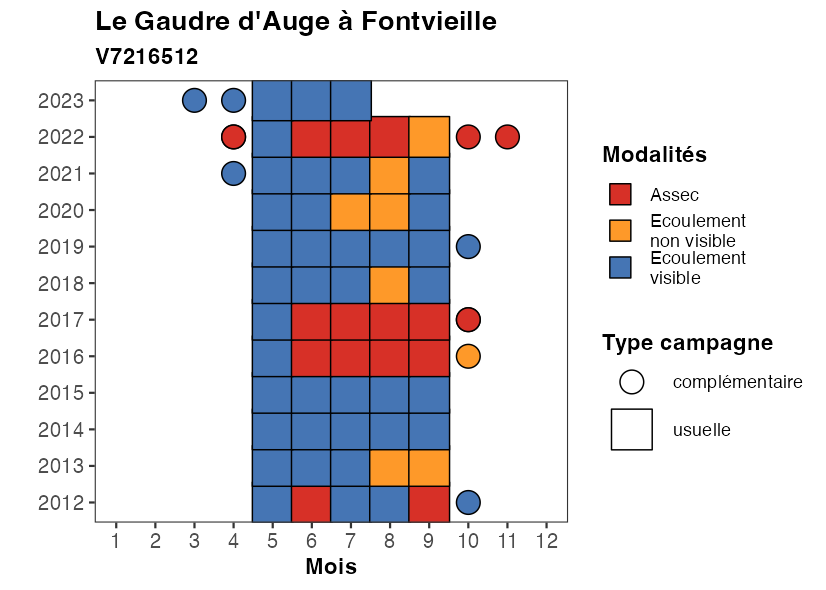 Le Gaudre d'Auge à Fontvieille
V7216512
2023
2022
2021
2020
2019
2018
2017
2016
2015
2014
2013
2012
1 2 3 4 5 6 7 8 9 10 11 12
Mois
Modalités
Assec
Ecoulement
non visible
Ecoulement
visible
Type campagne
complémentaire
usuelle